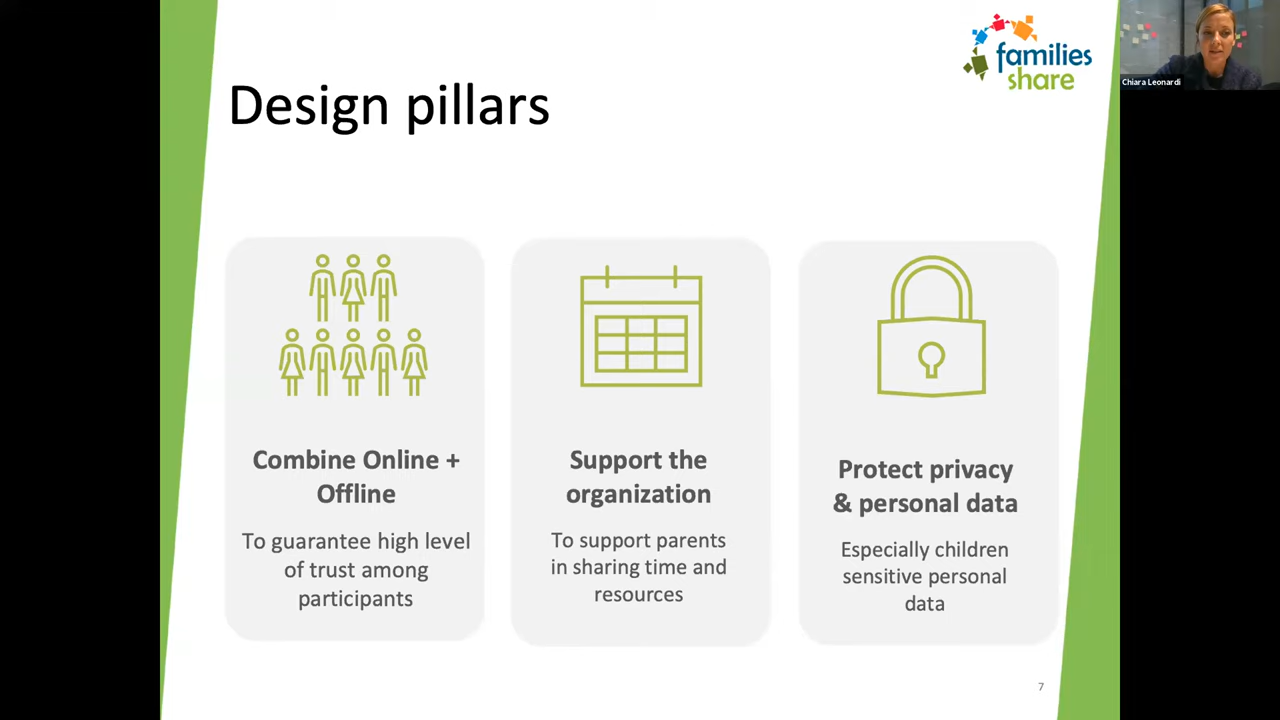 families
share
Chiara Leonardi
Design pillars
Combine Online +
Offline
To guarantee high level
of trust among
participants
Support the
organization
To support parents
in sharing time and
resources
Protect privacy
& personal data
Especially children
sensitive personal
data
7